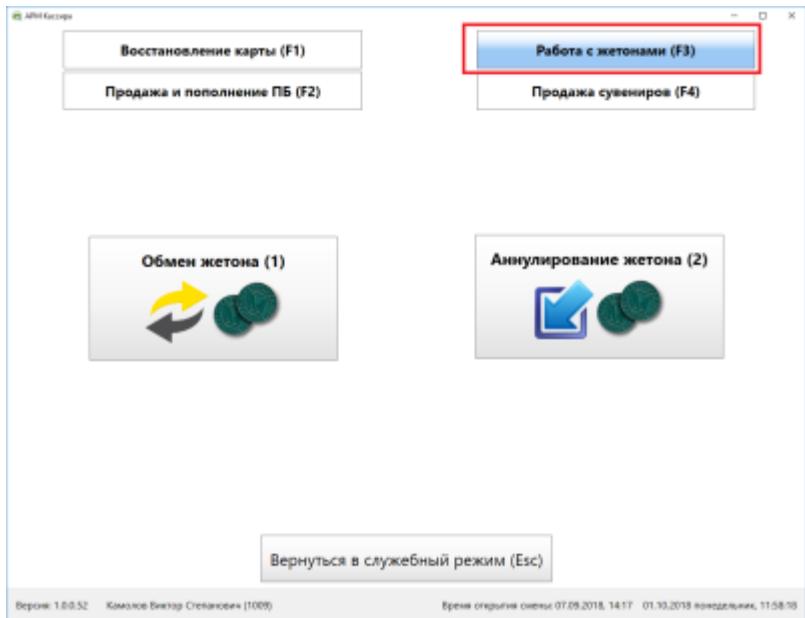 АРМ Кассира
Восстановление карты (F1)
Работа с жетонами (F3)
Продажа и пополнение ПБ (F2)
Продажа сувениров (F4)
Обмен жетона (1)
Аннулирование жетона (2)
Вернуться в служебный режим (Esc)
Версия: 1.0.0.52 Камолов Виктор Степанович (1009) Время открытия смены: 07.09.2018, 14:17 01.10.2018 понедельник, 11:58:18